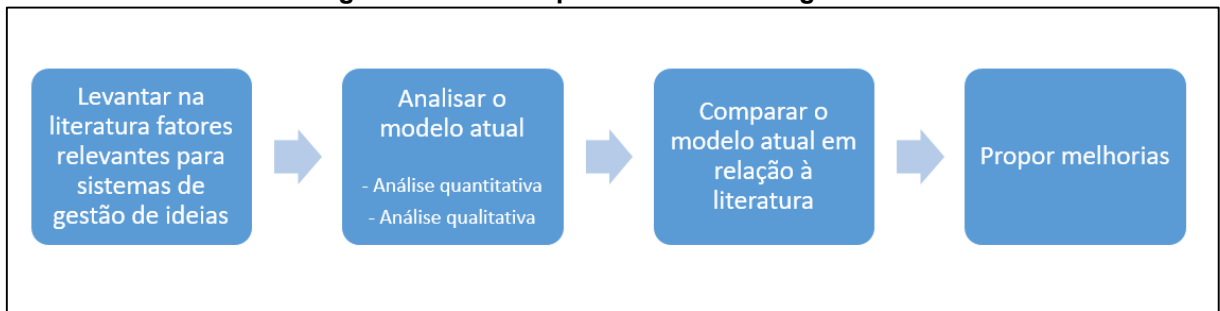 Levantar na
literatura fatores
relevantes para
sistemas de
gestão de ideias
Analisar o
modelo atual
- Análise quantitativa
- Análise qualitativa
Comparar o
modelo atual em
relação à
literatura
Propor melhorias